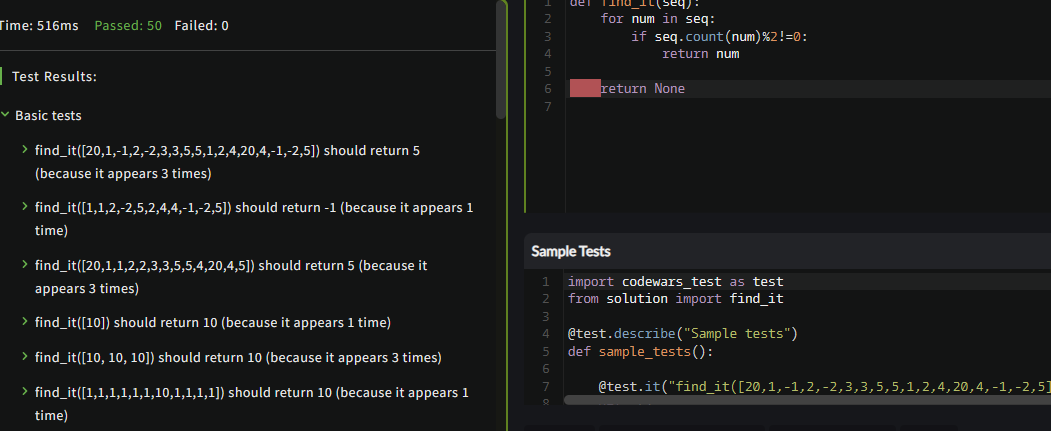 Time: 516ms Passed: 50 Failed: 0
Test Results:
Basic tests
find_it([20,1,-1,2,-2,3,3,5,5,1,2,4,20,4,-1,-2,5]) should return 5
(because it appears 3 times)
find_it([1,1,2,-2,5,2,4,4,-1,-2,5]) should return -1 (because it appears 1
time)
find_it([20,1,1,2,2,3,3,5,5,4,20,4,5]) should return 5 (because it
appears 3 times)
find_it([10]) should return 10 (because it appears 1 time)
find_it([10, 10, 10]) should return 10 (because it appears 3 times)
find_it([1,1,1,1,1,1,10,1,1,1,1]) should return 10 (because it appears 1
time)
1 def find_it(seq):
2 for num in seq:
3 if seq.count(num)%2!=0:
4 return num
5
6 return None
7
Sample Tests
1 import codewars_test as test
2 from solution import find_it
3
4 @test.describe("Sample tests")
5 def sample_tests():
6
7 @test.it("find_it([20,1,-1,2,-2,3,3,5,5,1,2,4,20,4,-1,-2,5]
8